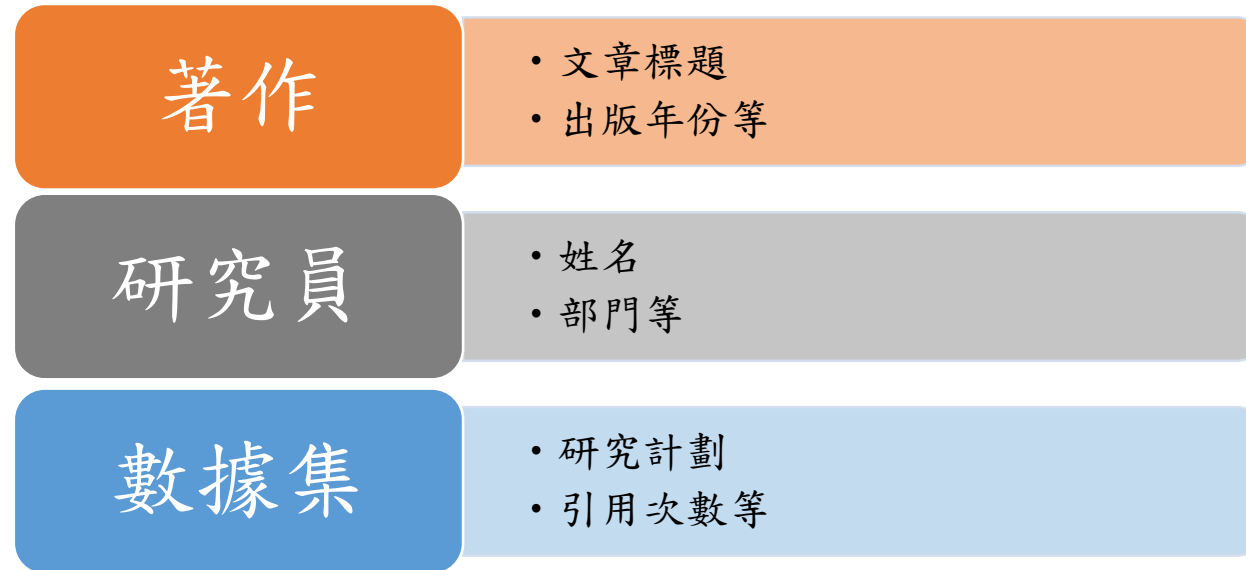 著作
• 文章標題
• 出版年份等
研究員
• 姓名
• 部門等
數據集
• 研究計劃
• 引用次數等